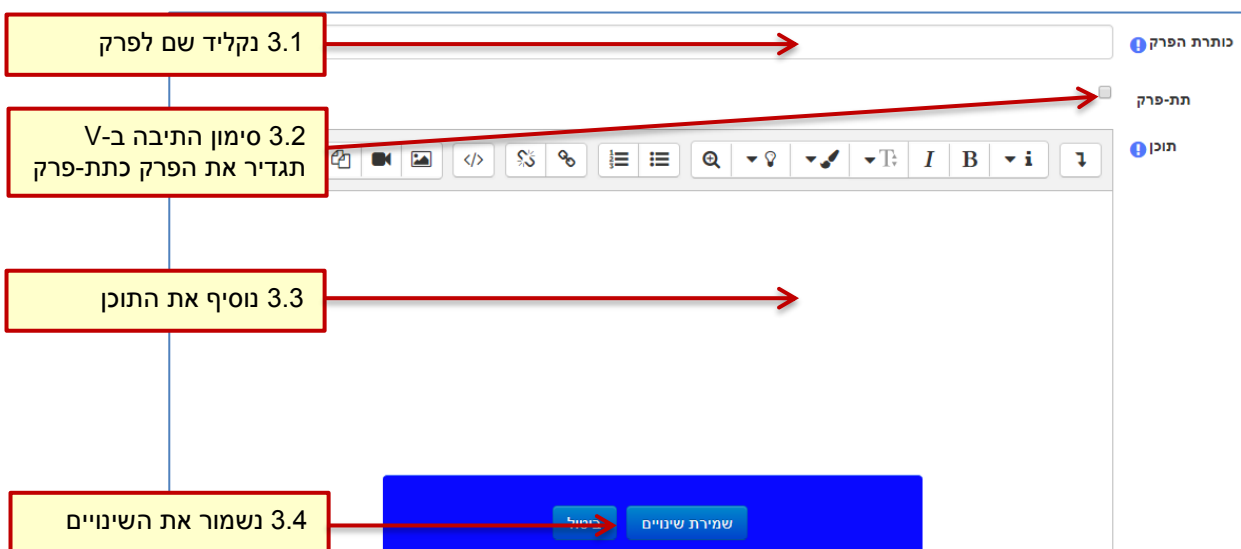 3.1 נקליד שם לפרק
כותרת הפרק
תת-פרק
3.2 סימון התיבה ב-V
תגדיר את הפרק כתת-פרק
תוכן
i B I T
3.3 נוסיף את התוכן
3.4 נשמור את השינויים
שמירת שינויים
ביטול